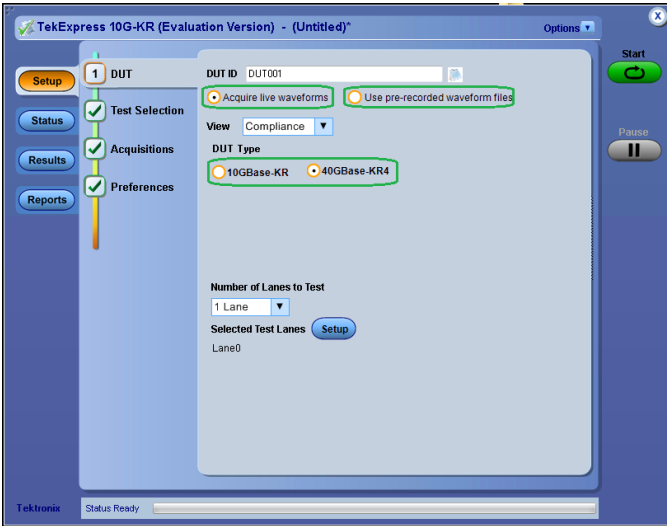 TekExpress 10G-KR (Evaluation Version) - (Untitled)*
Options
x
Start
Setup
1 DUT
DUT ID DUT001
Acquire live waveforms
Use pre-recorded waveform files
Test Selection
Status
View Compliance
Pause
Acquisitions
DUT Type
Results
10GBase-KR
40GBase-KR4
Preferences
Reports
Number of Lanes to Test
1 Lane
Selected Test Lanes Setup
Lane0
Tektronix
Status Ready